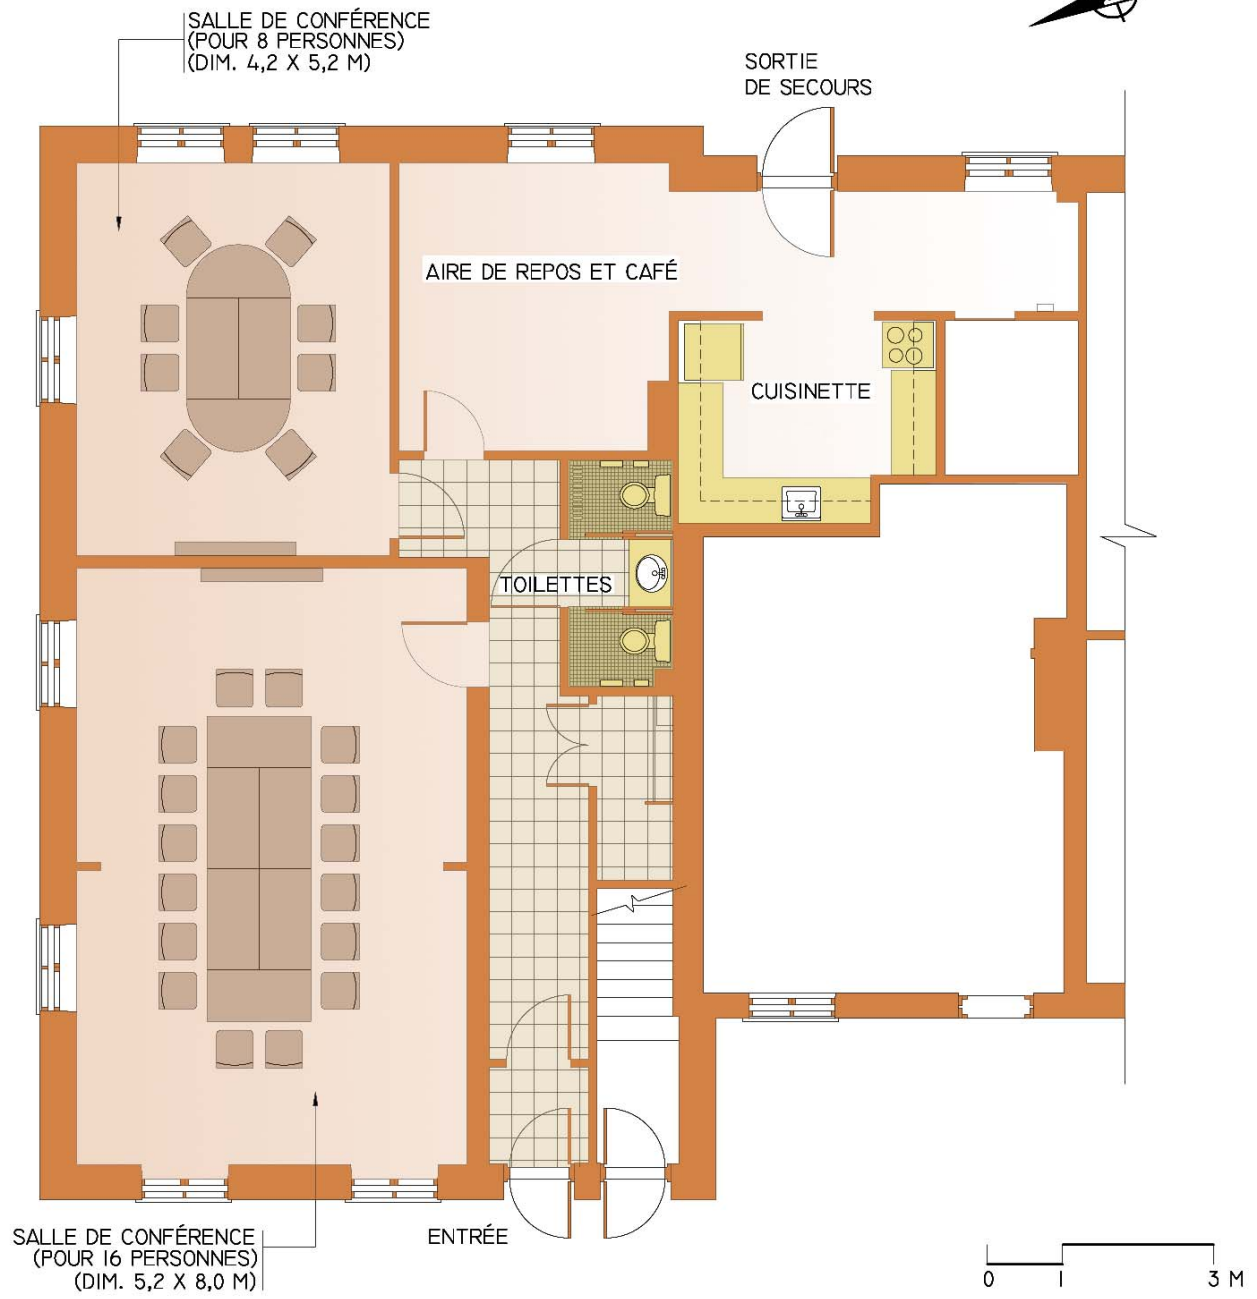 SALLE DE CONFÉRENCE
(POUR 8 PERSONNES)
(DIM. 4,2 X 5,2 M)
SORTIE
DE SECOURS
AIRE DE REPOS ET CAFÉ
CUISINETTE
TOILETTES
SALLE DE CONFÉRENCE
(POUR 16 PERSONNES)
(DIM. 5,2 X 8,0 M)
ENTRÉE
0 1 3 M